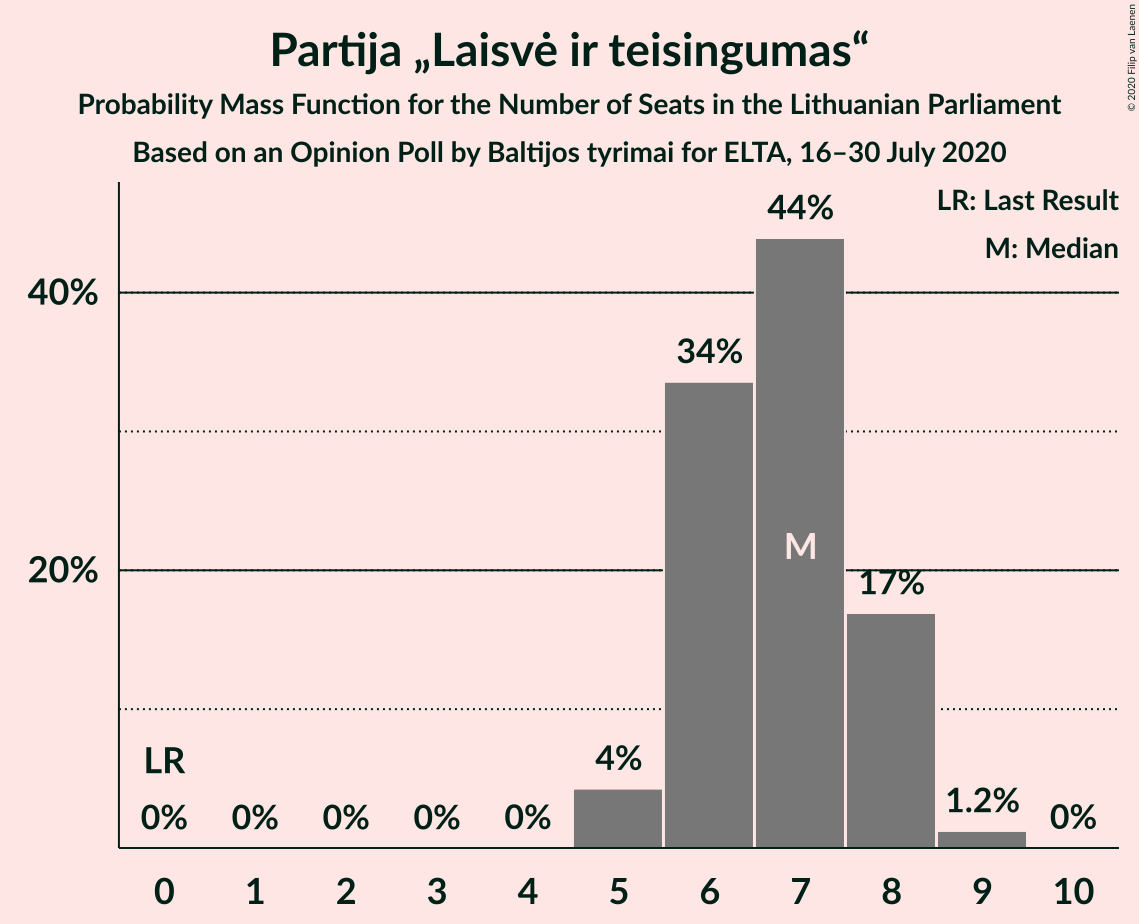 Partija „Laisvė ir teisingumas“
Probability Mass Function for the Number of Seats in the Lithuanian Parliament
Based on an Opinion Poll by Baltijos tyrimai for ELTA, 16–30 July 2020
© 2020 Filip van Laenen
LR: Last Result
M: Median
44%
40%
34%
M
20%
17%
LR
4%
1.2%
0% 0% 0% 0% 0% 0%
0 1 2 3 4 5 6 7 8 9 10